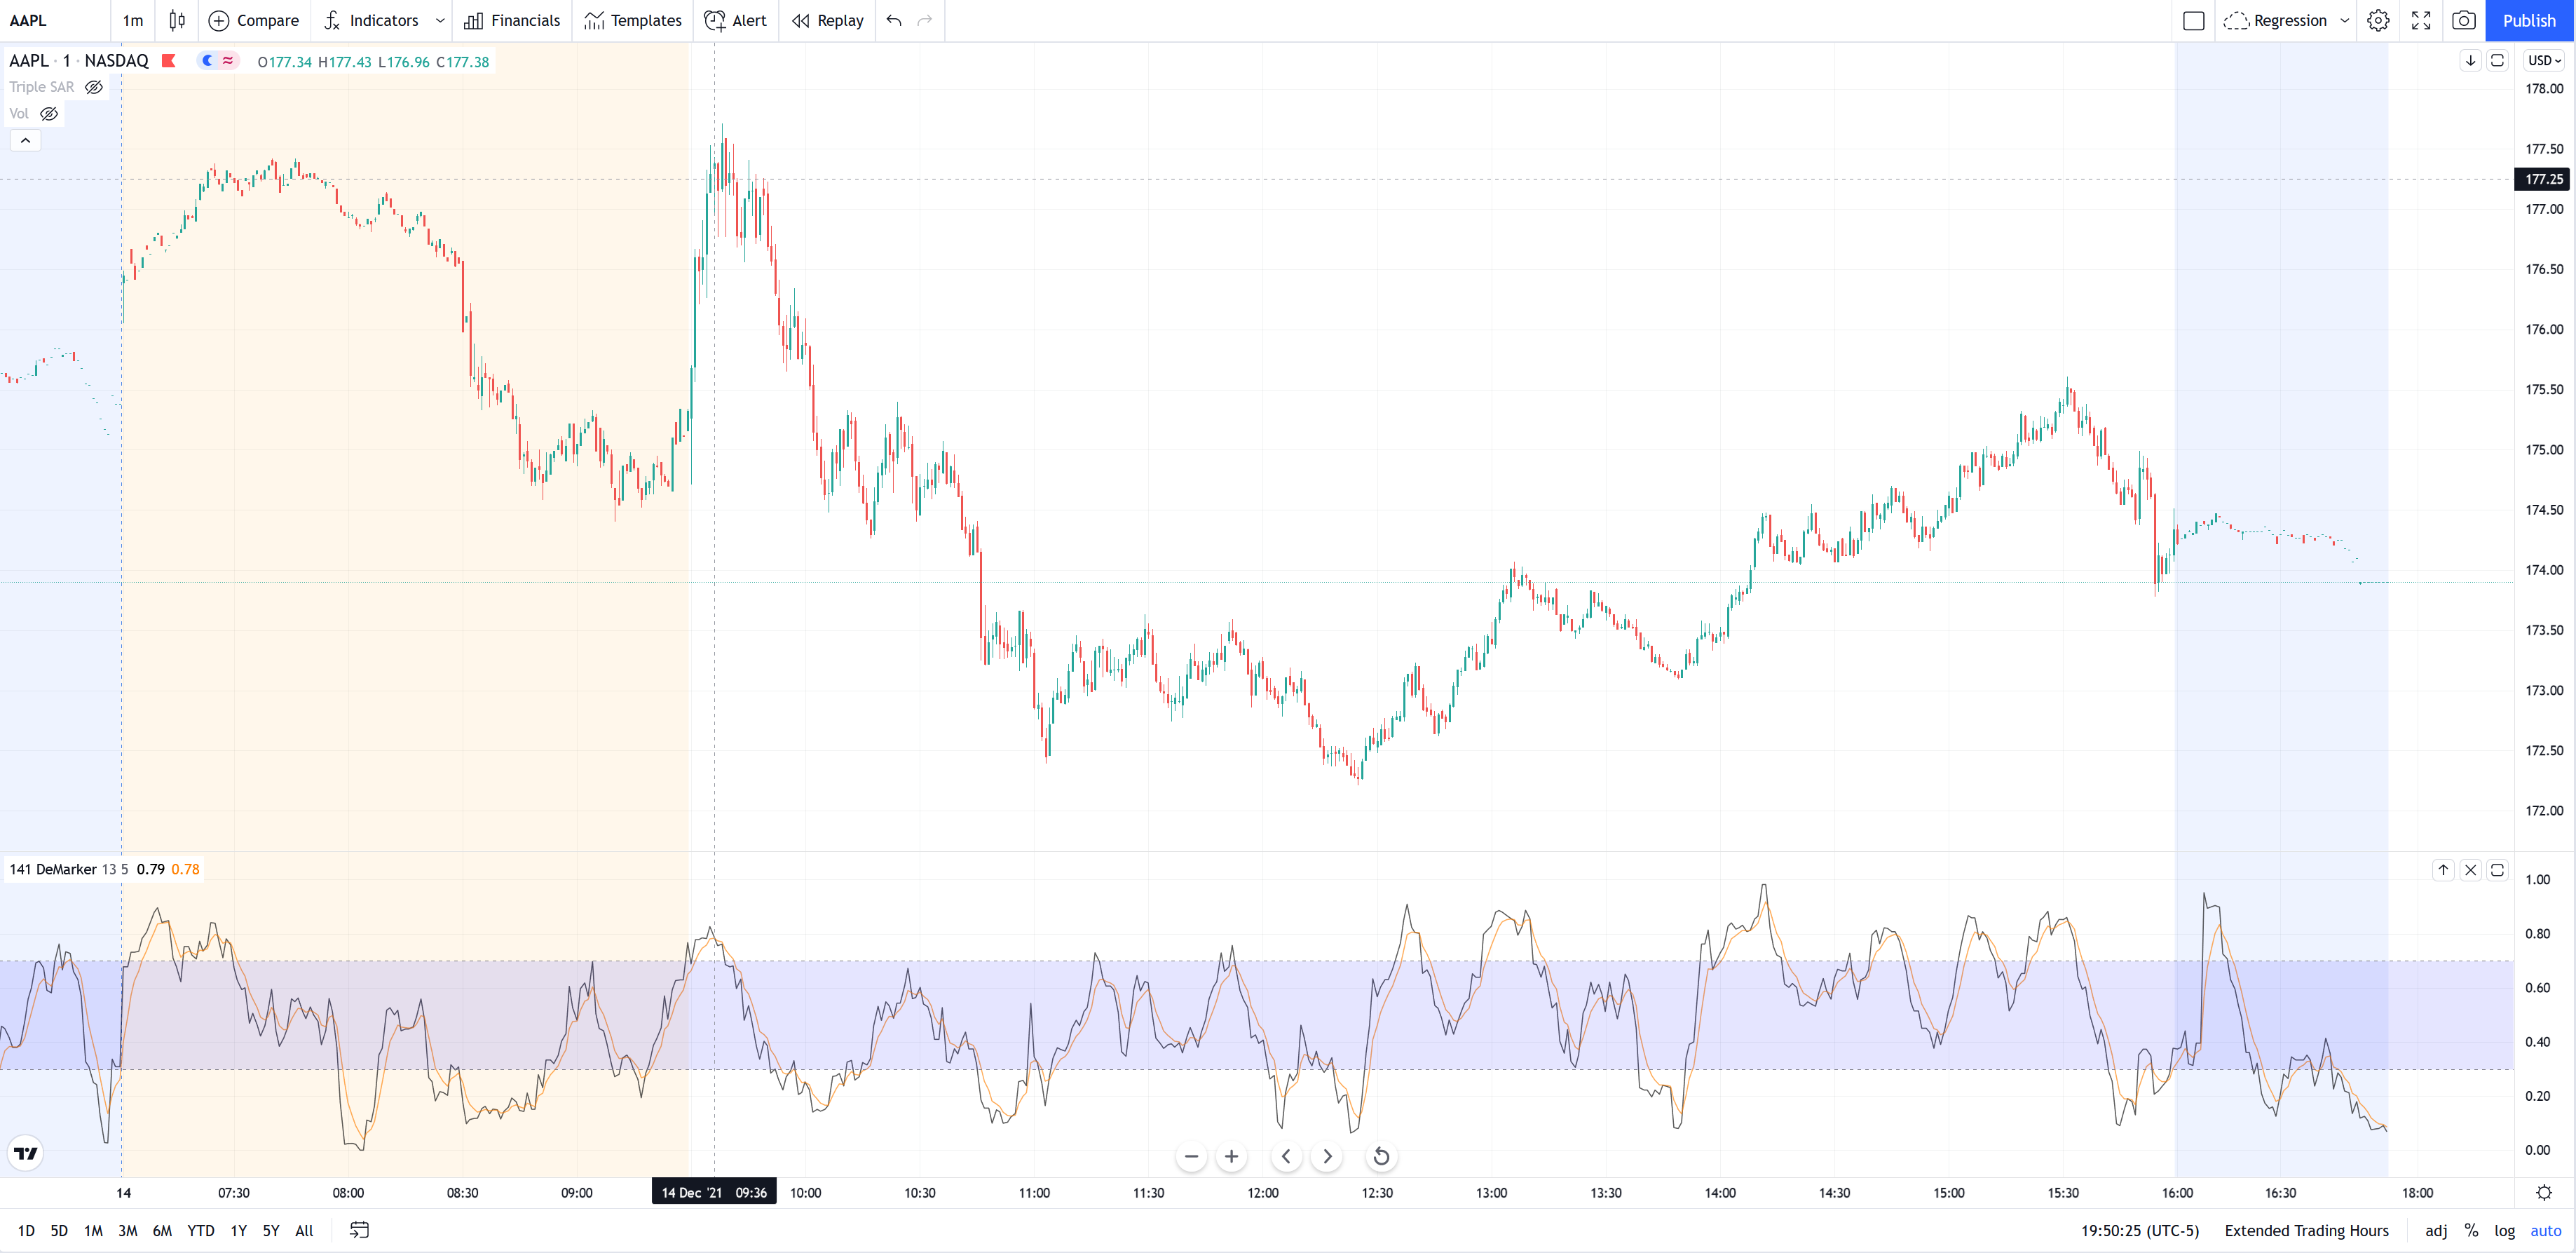 AAPL 1m Compare Indicators Financials Templates Alert Replay Regression Publish
AAPL · 1 · NASDAQ O177.34 H177.43 L176.96 C177.38
USD
Triple SAR
Vol
178.00
177.50
177.25
177.00
176.50
176.00
175.50
175.00
174.50
174.00
173.50
173.00
172.50
172.00
141 DeMarker 13 5 0.79 0.78
1.00
0.80
0.60
0.40
0.20
0.00
14 07:30 08:00 08:30 09:00 14 Dec '21 09:36 10:00 10:30 11:00 11:30 12:00 12:30 13:00 13:30 14:00 14:30 15:00 15:30 16:00 16:30 18:00
1D 5D 1M 3M 6M YTD 1Y 5Y All 19:50:25 (UTC-5) Extended Trading Hours adj % log auto